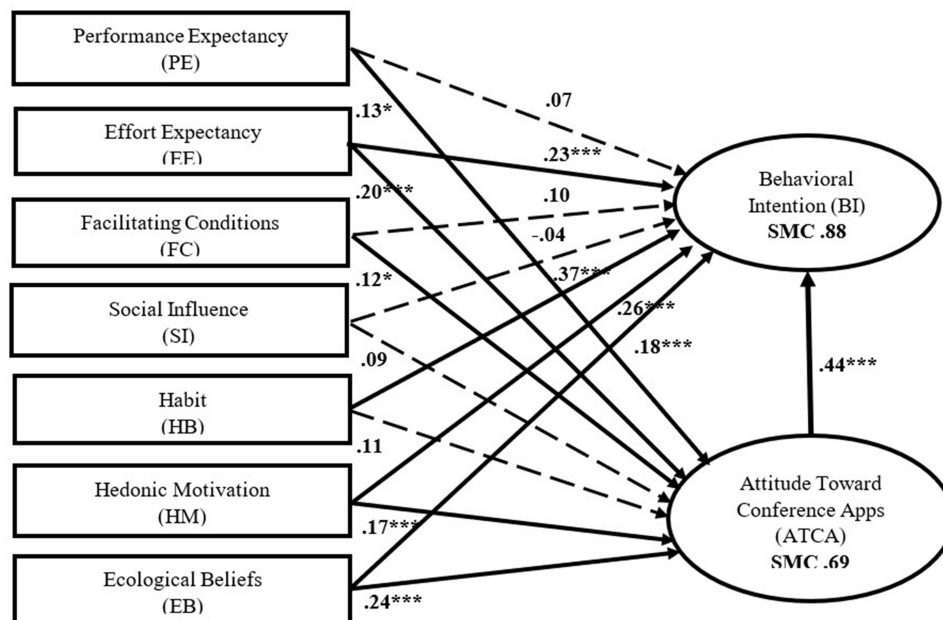 Performance Expectancy
(PE)
Effort Expectancy
(EE)
Facilitating Conditions
(FC)
Social Influence
(SI)
Habit
(HB)
Hedonic Motivation
(HM)
Ecological Beliefs
(EB)
.13*
.20***
.12*
.09
.11
.17***
.24***
.07
.23***
.10
-.04
.37***
.26***
.18***
.44***
Behavioral
Intention (BI)
SMC .88
Attitude Toward
Conference Apps
(ATCA)
SMC .69